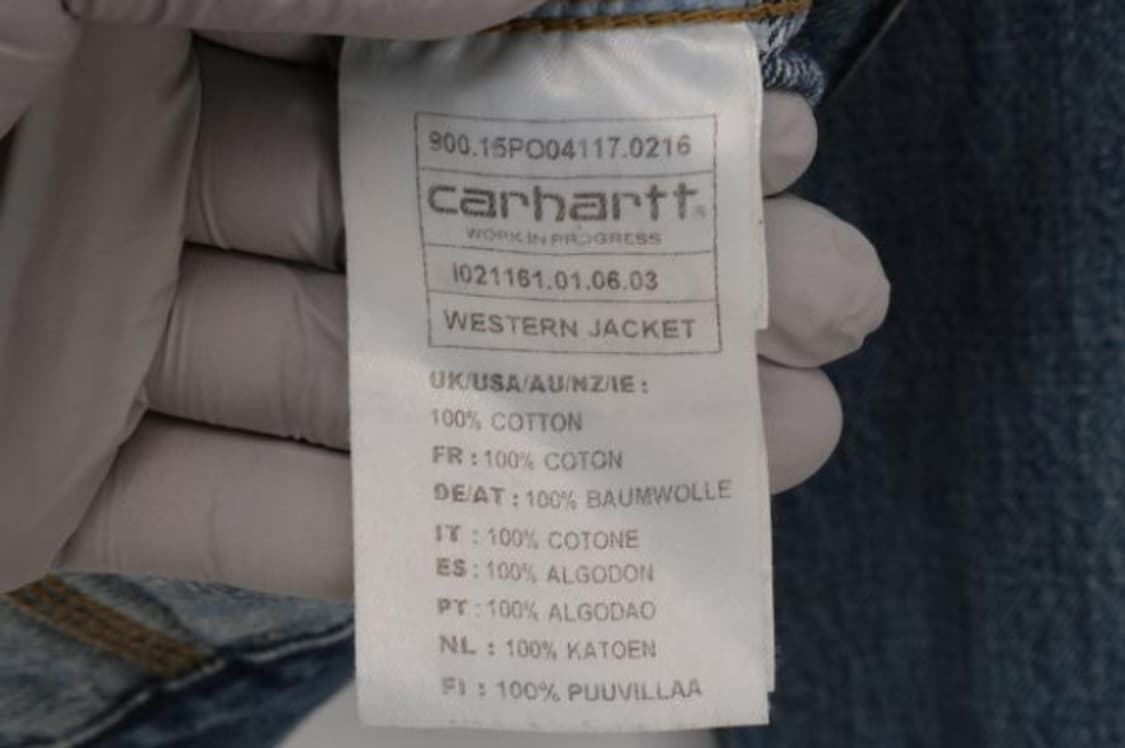 900.15PO04117.0216
carhartt®
WORK IN PROGRESS
I021161.01.06.03
WESTERN JACKET
UK/USA/AU/NZ/IE :
100% COTTON
FR : 100% COTON
DE/AT : 100% BAUMWOLLE
IT : 100% COTONE
ES : 100% ALGODON
PT : 100% ALGODAO
NL : 100% KATOEN
FI : 100% PUUVILLAA